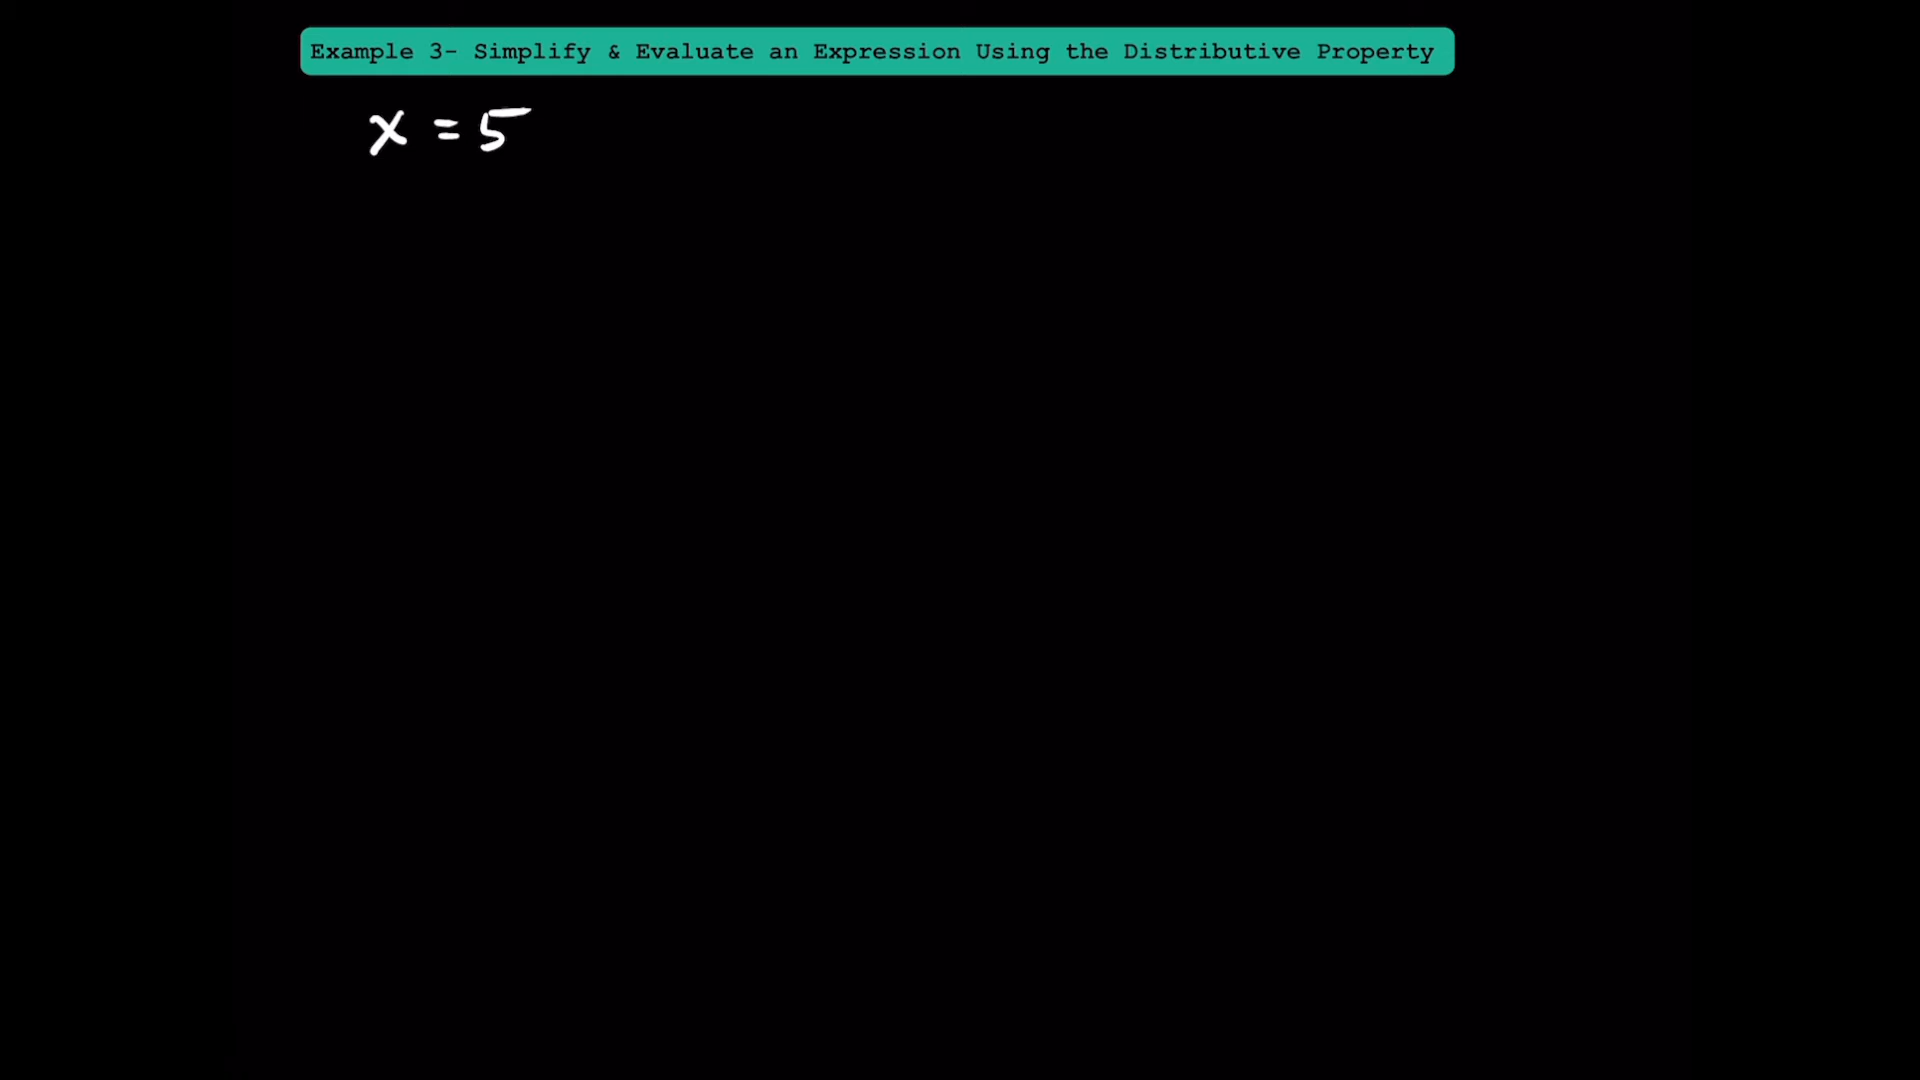 Example 3- Simplify & Evaluate an Expression Using the Distributive Property
x = 5